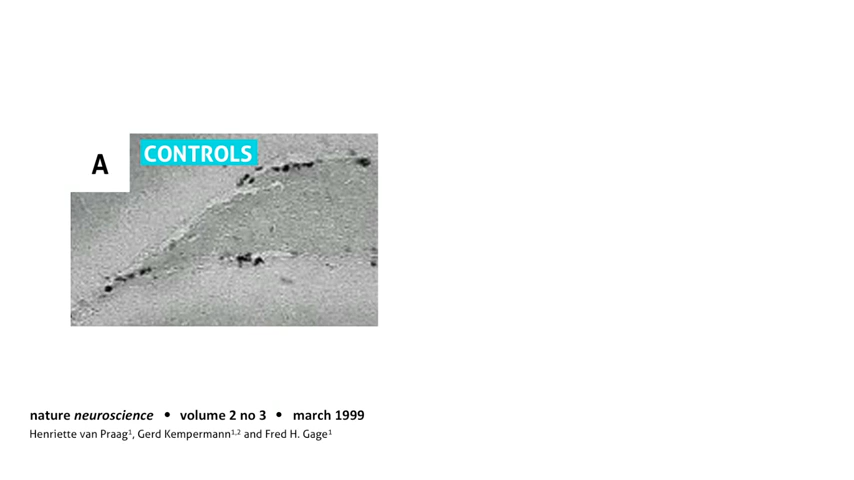 A
CONTROLS
nature neuroscience • volume 2 no 3 • march 1999
Henriette van Praag¹, Gerd Kempermann¹,² and Fred H. Gage¹